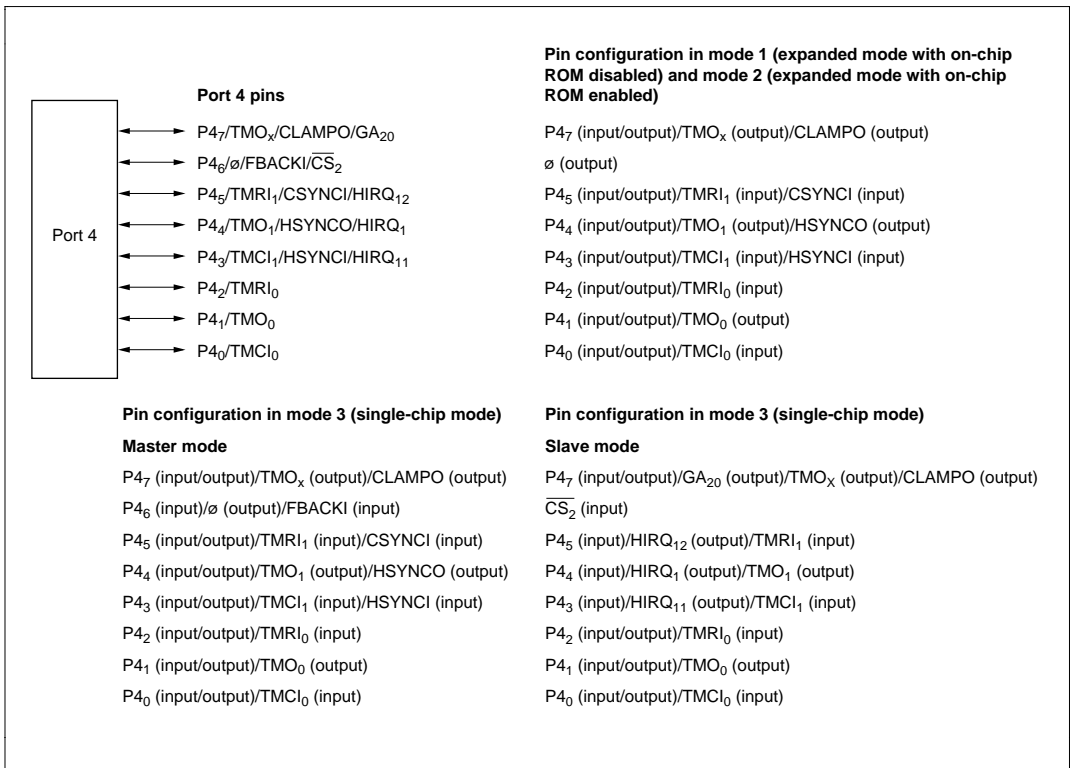 Port 4
Port 4 pins
P4₇/TMOₓ/CLAMPO/GA₂₀
P4₆/ø/FBACKI/C̅S̅₂
P4₅/TMRI₁/CSYNCI/HIRQ₁₂
P4₄/TMO₁/HSYNCO/HIRQ₁
P4₃/TMCI₁/HSYNCI/HIRQ₁₁
P4₂/TMRI₀
P4₁/TMO₀
P4₀/TMCI₀
Pin configuration in mode 1 (expanded mode with on-chip
ROM disabled) and mode 2 (expanded mode with on-chip
ROM enabled)
P4₇ (input/output)/TMOₓ (output)/CLAMPO (output)
ø (output)
P4₅ (input/output)/TMRI₁ (input)/CSYNCI (input)
P4₄ (input/output)/TMO₁ (output)/HSYNCO (output)
P4₃ (input/output)/TMCI₁ (input)/HSYNCI (input)
P4₂ (input/output)/TMRI₀ (input)
P4₁ (input/output)/TMO₀ (output)
P4₀ (input/output)/TMCI₀ (input)
Pin configuration in mode 3 (single-chip mode)
Master mode
P4₇ (input/output)/TMOₓ (output)/CLAMPO (output)
P4₆ (input)/ø (output)/FBACKI (input)
P4₅ (input/output)/TMRI₁ (input)/CSYNCI (input)
P4₄ (input/output)/TMO₁ (output)/HSYNCO (output)
P4₃ (input/output)/TMCI₁ (input)/HSYNCI (input)
P4₂ (input/output)/TMRI₀ (input)
P4₁ (input/output)/TMO₀ (output)
P4₀ (input/output)/TMCI₀ (input)
Pin configuration in mode 3 (single-chip mode)
Slave mode
P4₇ (input/output)/GA₂₀ (output)/TMOX (output)/CLAMPO (output)
C̅S̅₂ (input)
P4₅ (input)/HIRQ₁₂ (output)/TMRI₁ (input)
P4₄ (input)/HIRQ₁ (output)/TMO₁ (output)
P4₃ (input)/HIRQ₁₁ (output)/TMCI₁ (input)
P4₂ (input/output)/TMRI₀ (input)
P4₁ (input/output)/TMO₀ (output)
P4₀ (input/output)/TMCI₀ (input)